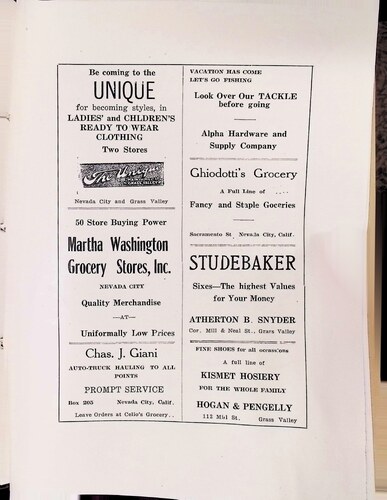 Be coming to the
UNIQUE
for becoming styles, in
LADIES' and CHLDREN'S
READY TO WEAR
CLOTHING
Two Stores
The Unique
Nevada City and Grass Valley
50 Store Buying Power
Martha Washington
Grocery Stores, Inc.
NEVADA CITY
Quality Merchandise
—AT—
Uniformally Low Prices
Chas. J. Giani
AUTO-TRUCK HAULING TO ALL
POINTS
PROMPT SERVICE
Box 205 Nevada City, Calif.
Leave Orders at Celio's Grocery..
VACATION HAS COME
LET'S GO FISHING
Look Over Our TACKLE
before going
Alpha Hardware and
Supply Company
Ghiodotti's Grocery
A Full Line of ....
Fancy and Staple Goceries
Sacramento St. Nevada City, Calif.
STUDEBAKER
Sixes—The highest Values
for Your Money
ATHERTON B. SNYDER
Cor. Mill & Neal St., Grass Valley
FINE SHOES for all occasions
A full line of
KISMET HOSIERY
FOR THE WHOLE FAMILY
HOGAN & PENGELLY
113 Mill St. Grass Valley